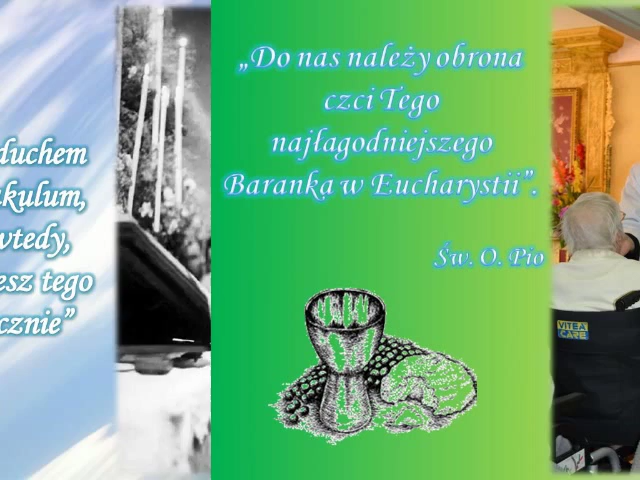 duchem
kulum,
wtedy,
esz tego
cznie”
„Do nas należy obrona
czci Tego
najłagodniejszego
Baranka w Eucharystii”.
Św. O. Pio
VITEA
CARE